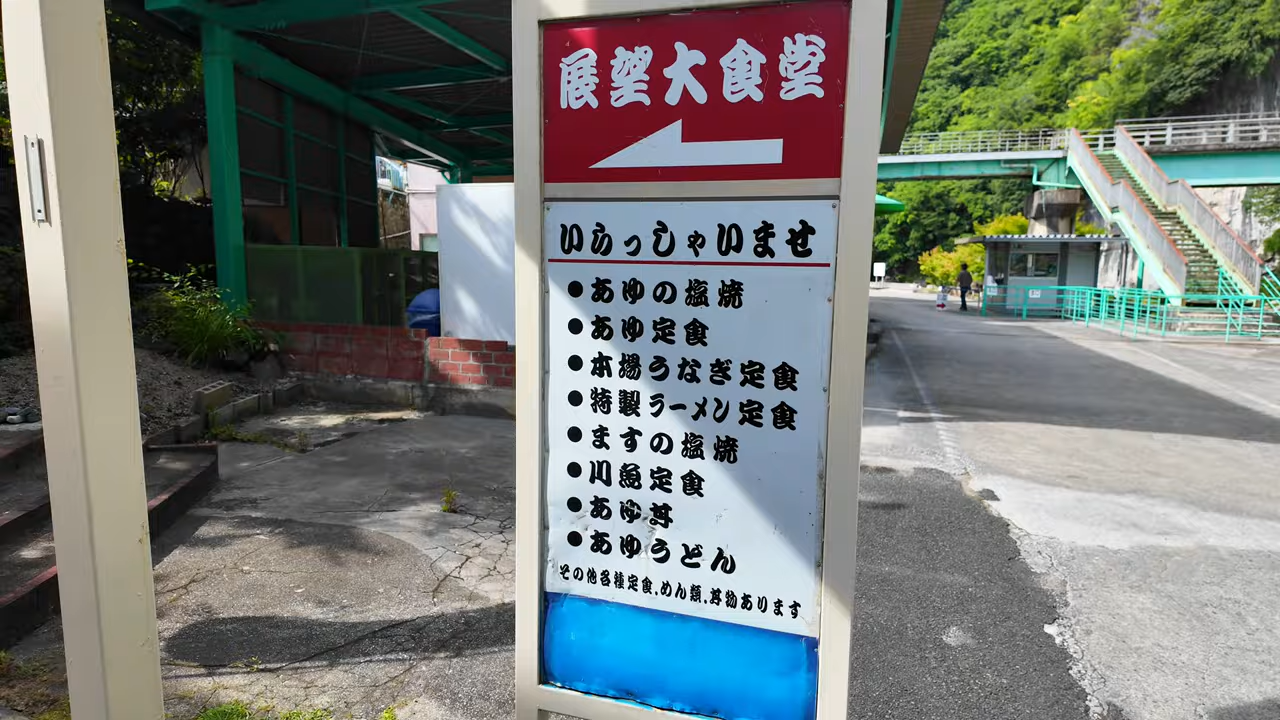 展望大食堂
いらっしゃいませ
●あゆの塩焼
●あゆ定食
●本場うなぎ定食
●特製ラーメン定食
●ますの塩焼
●川魚定食
●あゆ丼
●あゆうどん
その他各種定食.めん類.丼物あります